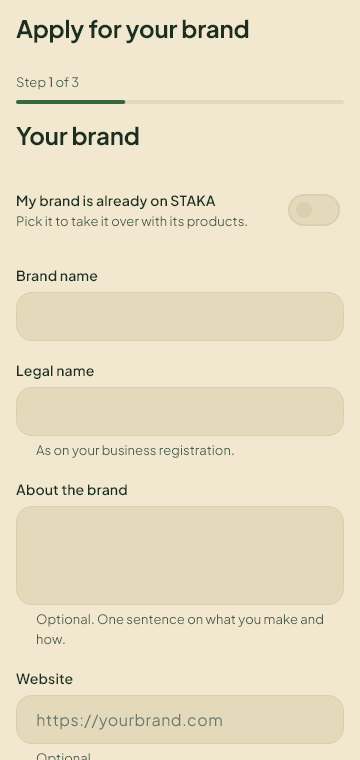 Apply for your brand
Step 1 of 3
Your brand
My brand is already on STAKA
Pick it to take it over with its products.
Brand name
Legal name
As on your business registration.
About the brand
Optional. One sentence on what you make and
how.
Website
https://yourbrand.com
Optional